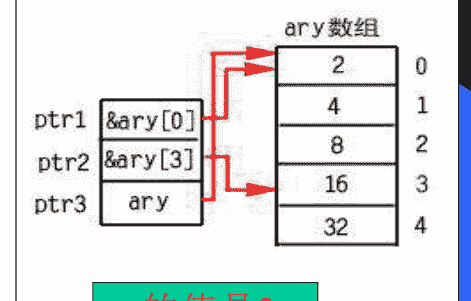 ary数组
2 0
ptr1 &ary[0] 4 1
ptr2 &ary[3] 8 2
ptr3 ary 16 3
32 4